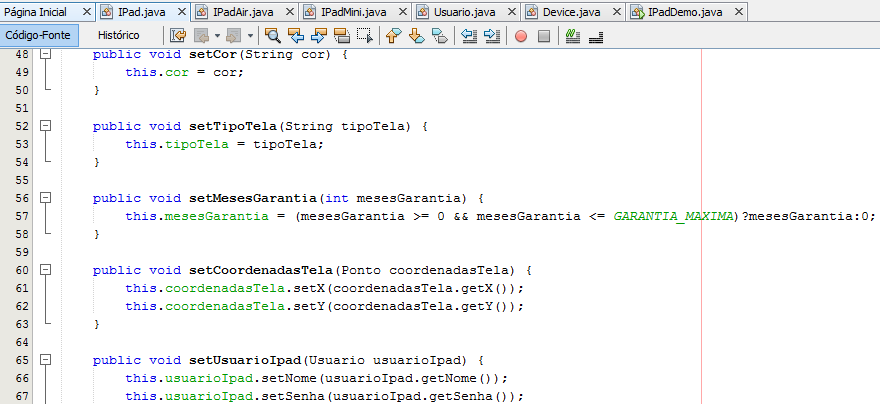 Página Inicial IPad.java IPadAir.java IPadMini.java Usuario.java Device.java IPadDemo.java
Código-Fonte Histórico
48 public void setCor(String cor) {
49 this.cor = cor;
50 }
51
52 public void setTipoTela(String tipoTela) {
53 this.tipoTela = tipoTela;
54 }
55
56 public void setMesesGarantia(int mesesGarantia) {
57 this.mesesGarantia = (mesesGarantia >= 0 && mesesGarantia <= GARANTIA_MAXIMA)?mesesGarantia:0;
58 }
59
60 public void setCoordenadasTela(Ponto coordenadasTela) {
61 this.coordenadasTela.setX(coordenadasTela.getX());
62 this.coordenadasTela.setY(coordenadasTela.getY());
63 }
64
65 public void setUsuarioIpad(Usuario usuarioIpad) {
66 this.usuarioIpad.setNome(usuarioIpad.getNome());
67 this.usuarioIpad.setSenha(usuarioIpad.getSenha());